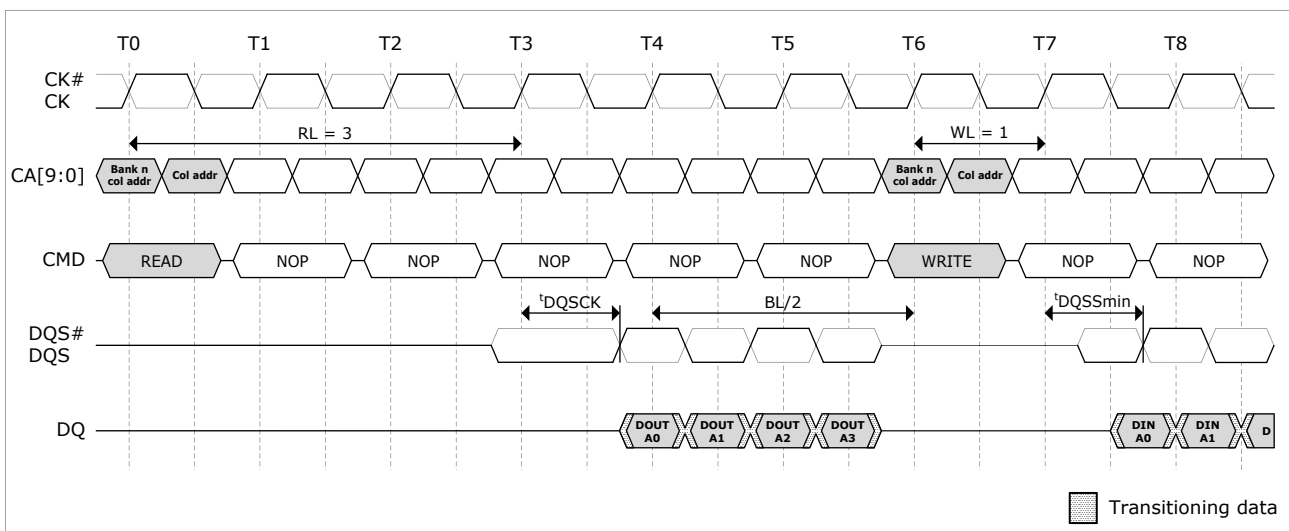 T0 T1 T2 T3 T4 T5 T6 T7 T8
CK#
CK
RL = 3 WL = 1
CA[9:0] Bank n col addr Col addr Bank n col addr Col addr
CMD READ NOP NOP NOP NOP NOP WRITE NOP NOP
tDQSCK BL/2 tDQSSmin
DQS#
DQS
DQ DOUT A0 DOUT A1 DOUT A2 DOUT A3 DIN A0 DIN A1 D
Transitioning data